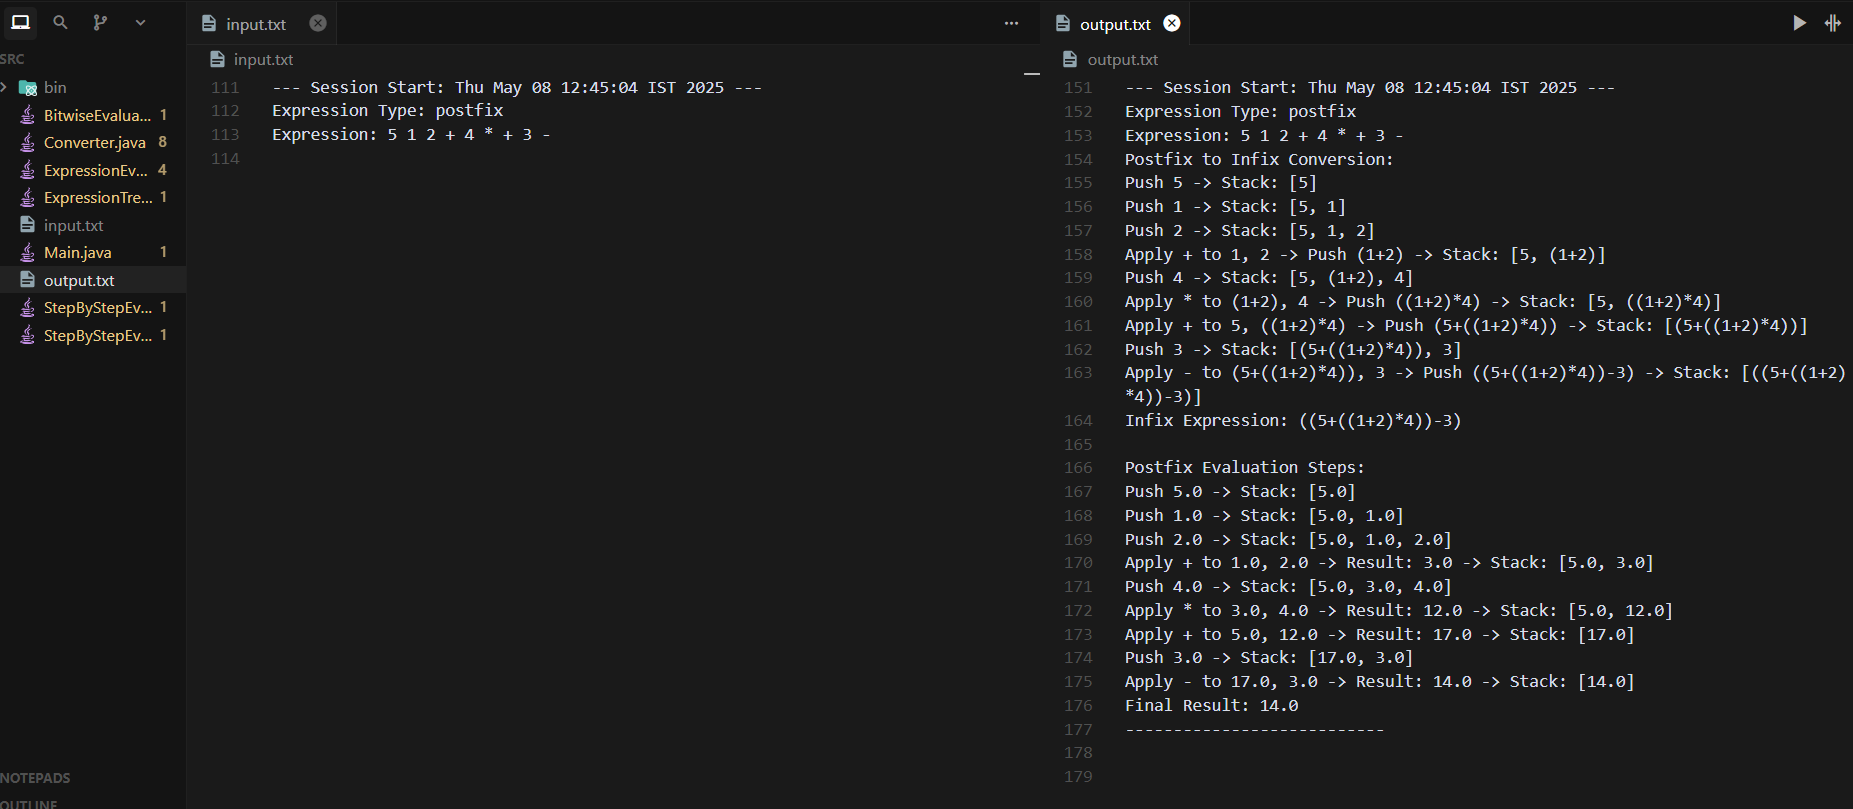 input.txt
output.txt
SRC
bin
BitwiseEvalua... 1
Converter.java 8
ExpressionEv... 4
ExpressionTre... 1
input.txt
Main.java 1
output.txt
StepByStepEv... 1
StepByStepEv... 1
NOTEPADS
OUTLINE
input.txt
111 --- Session Start: Thu May 08 12:45:04 IST 2025 ---
112 Expression Type: postfix
113 Expression: 5 1 2 + 4 * + 3 -
114
output.txt
151 --- Session Start: Thu May 08 12:45:04 IST 2025 ---
152 Expression Type: postfix
153 Expression: 5 1 2 + 4 * + 3 -
154 Postfix to Infix Conversion:
155 Push 5 -> Stack: [5]
156 Push 1 -> Stack: [5, 1]
157 Push 2 -> Stack: [5, 1, 2]
158 Apply + to 1, 2 -> Push (1+2) -> Stack: [5, (1+2)]
159 Push 4 -> Stack: [5, (1+2), 4]
160 Apply * to (1+2), 4 -> Push ((1+2)*4) -> Stack: [5, ((1+2)*4)]
161 Apply + to 5, ((1+2)*4) -> Push (5+((1+2)*4)) -> Stack: [(5+((1+2)*4))]
162 Push 3 -> Stack: [(5+((1+2)*4)), 3]
163 Apply - to (5+((1+2)*4)), 3 -> Push ((5+((1+2)*4))-3) -> Stack: [((5+((1+2)
*4))-3)]
164 Infix Expression: ((5+((1+2)*4))-3)
165
166 Postfix Evaluation Steps:
167 Push 5.0 -> Stack: [5.0]
168 Push 1.0 -> Stack: [5.0, 1.0]
169 Push 2.0 -> Stack: [5.0, 1.0, 2.0]
170 Apply + to 1.0, 2.0 -> Result: 3.0 -> Stack: [5.0, 3.0]
171 Push 4.0 -> Stack: [5.0, 3.0, 4.0]
172 Apply * to 3.0, 4.0 -> Result: 12.0 -> Stack: [5.0, 12.0]
173 Apply + to 5.0, 12.0 -> Result: 17.0 -> Stack: [17.0]
174 Push 3.0 -> Stack: [17.0, 3.0]
175 Apply - to 17.0, 3.0 -> Result: 14.0 -> Stack: [14.0]
176 Final Result: 14.0
177 ---------------------------
178
179